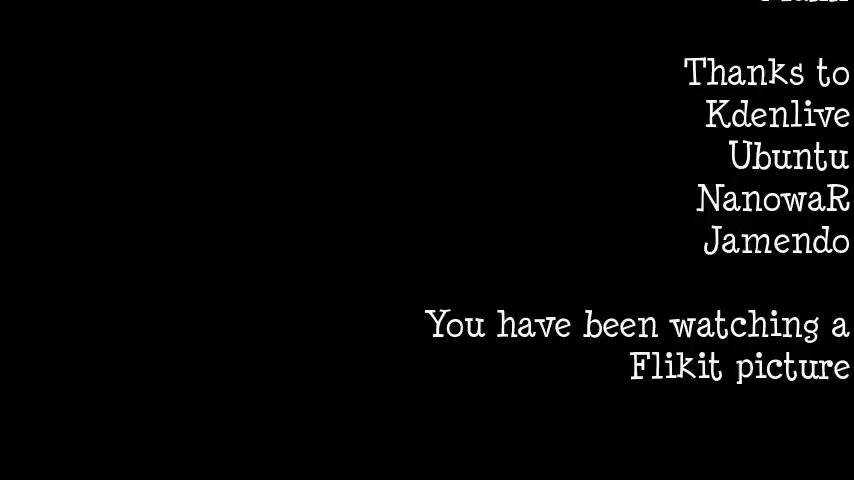 Thanks to
Kdenlive
Ubuntu
NanowaR
Jamendo
You have been watching a
Flikit picture